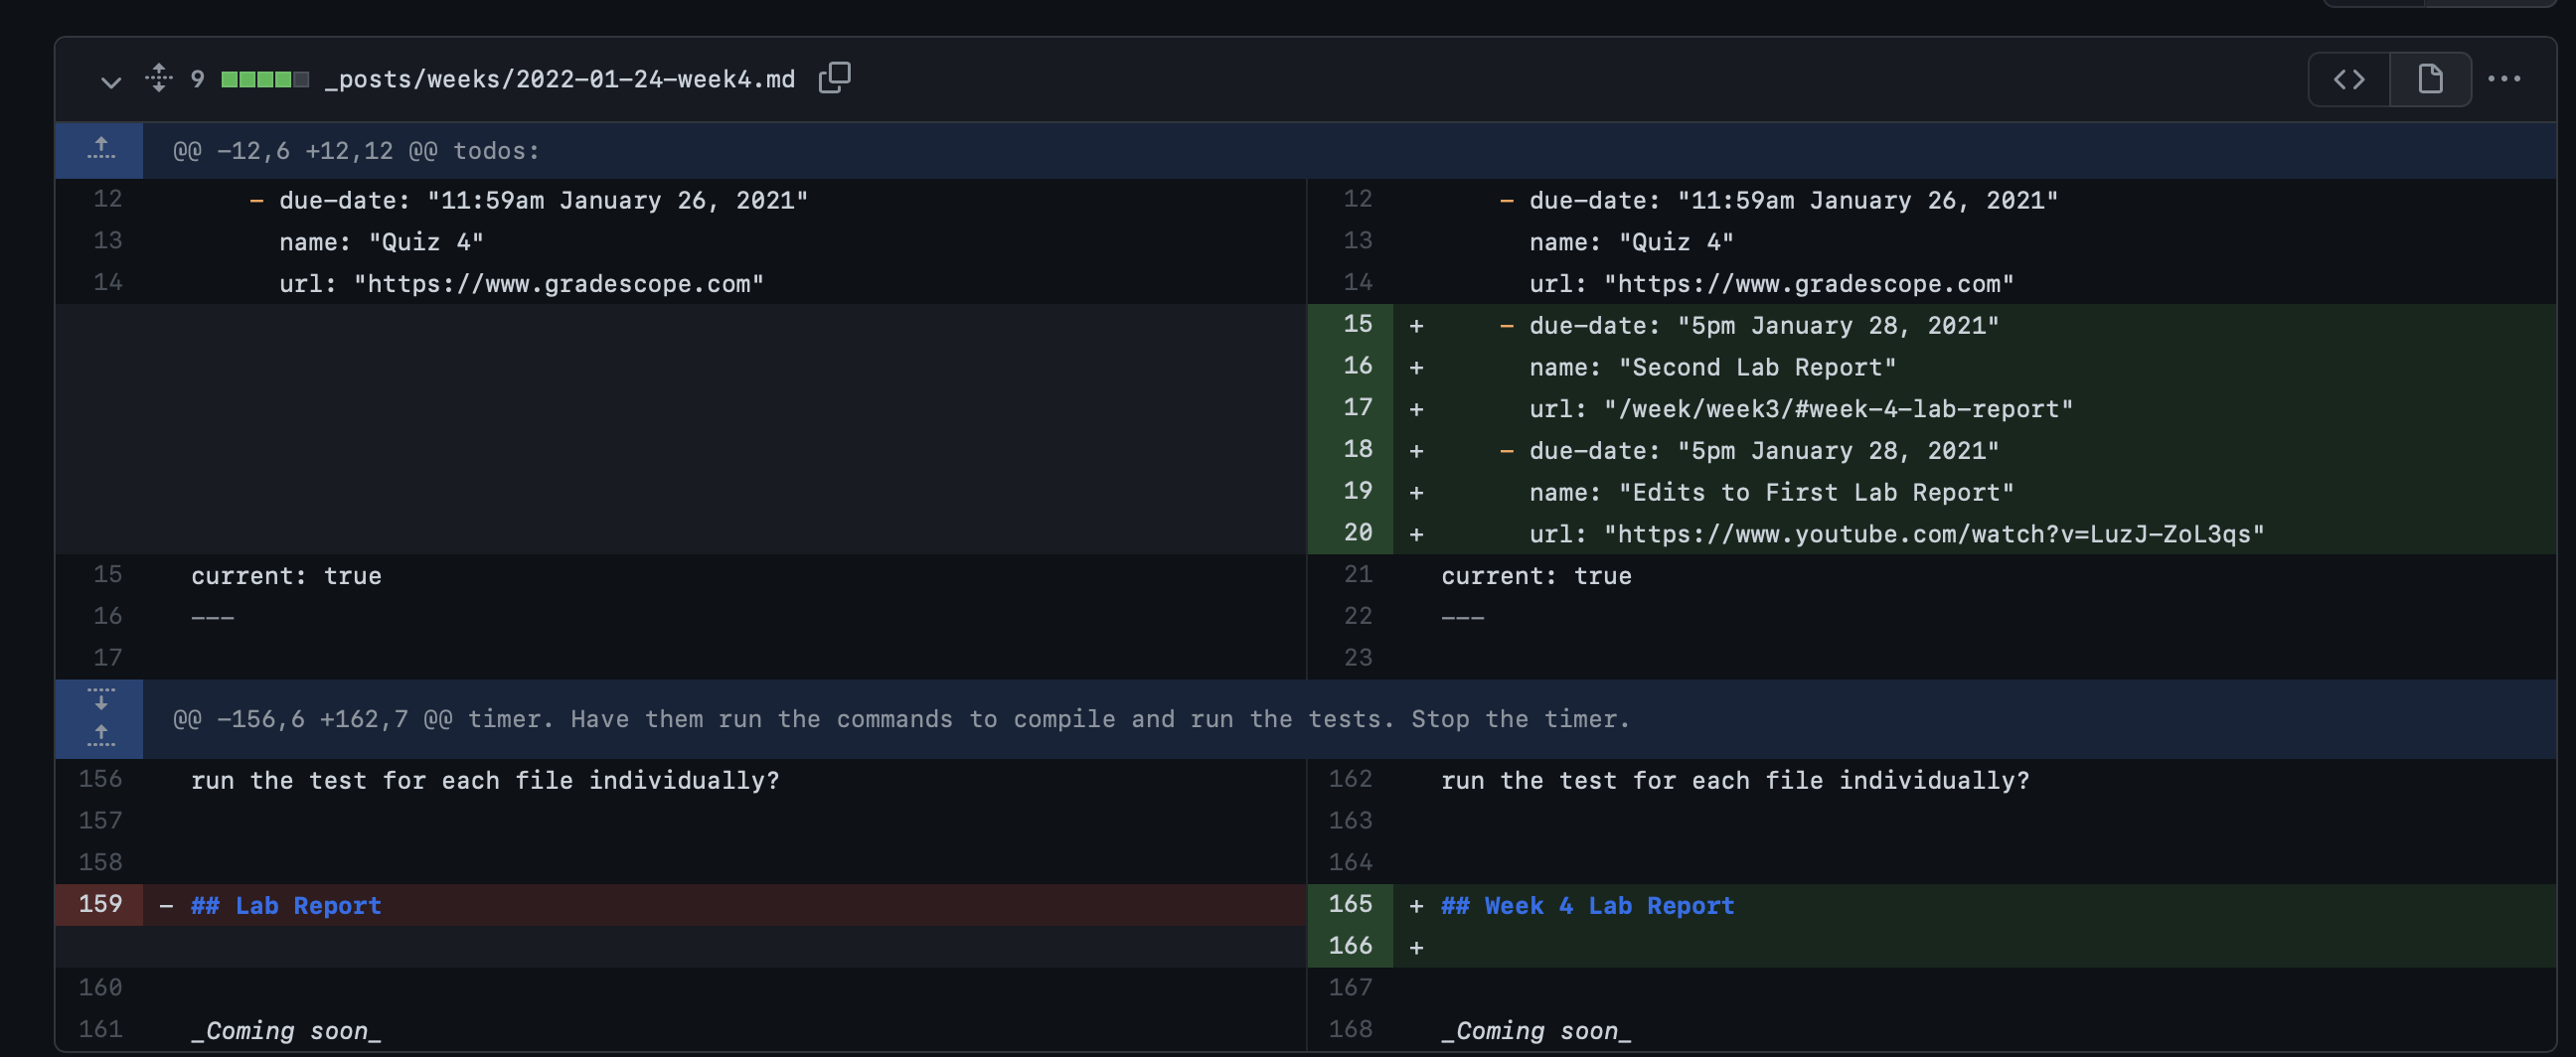 9 _posts/weeks/2022-01-24-week4.md
@@ -12,6 +12,12 @@ todos:
12 - due-date: "11:59am January 26, 2021"
13 name: "Quiz 4"
14 url: "https://www.gradescope.com"
15 current: true
16 ---
17
12 - due-date: "11:59am January 26, 2021"
13 name: "Quiz 4"
14 url: "https://www.gradescope.com"
15 + - due-date: "5pm January 28, 2021"
16 + name: "Second Lab Report"
17 + url: "/week/week3/#week-4-lab-report"
18 + - due-date: "5pm January 28, 2021"
19 + name: "Edits to First Lab Report"
20 + url: "https://www.youtube.com/watch?v=LuzJ-ZoL3qs"
21 current: true
22 ---
23
@@ -156,6 +162,7 @@ timer. Have them run the commands to compile and run the tests. Stop the timer.
156 run the test for each file individually?
157
158
159 - ## Lab Report
160
161 _Coming soon_
162 run the test for each file individually?
163
164
165 + ## Week 4 Lab Report
166 +
167
168 _Coming soon_